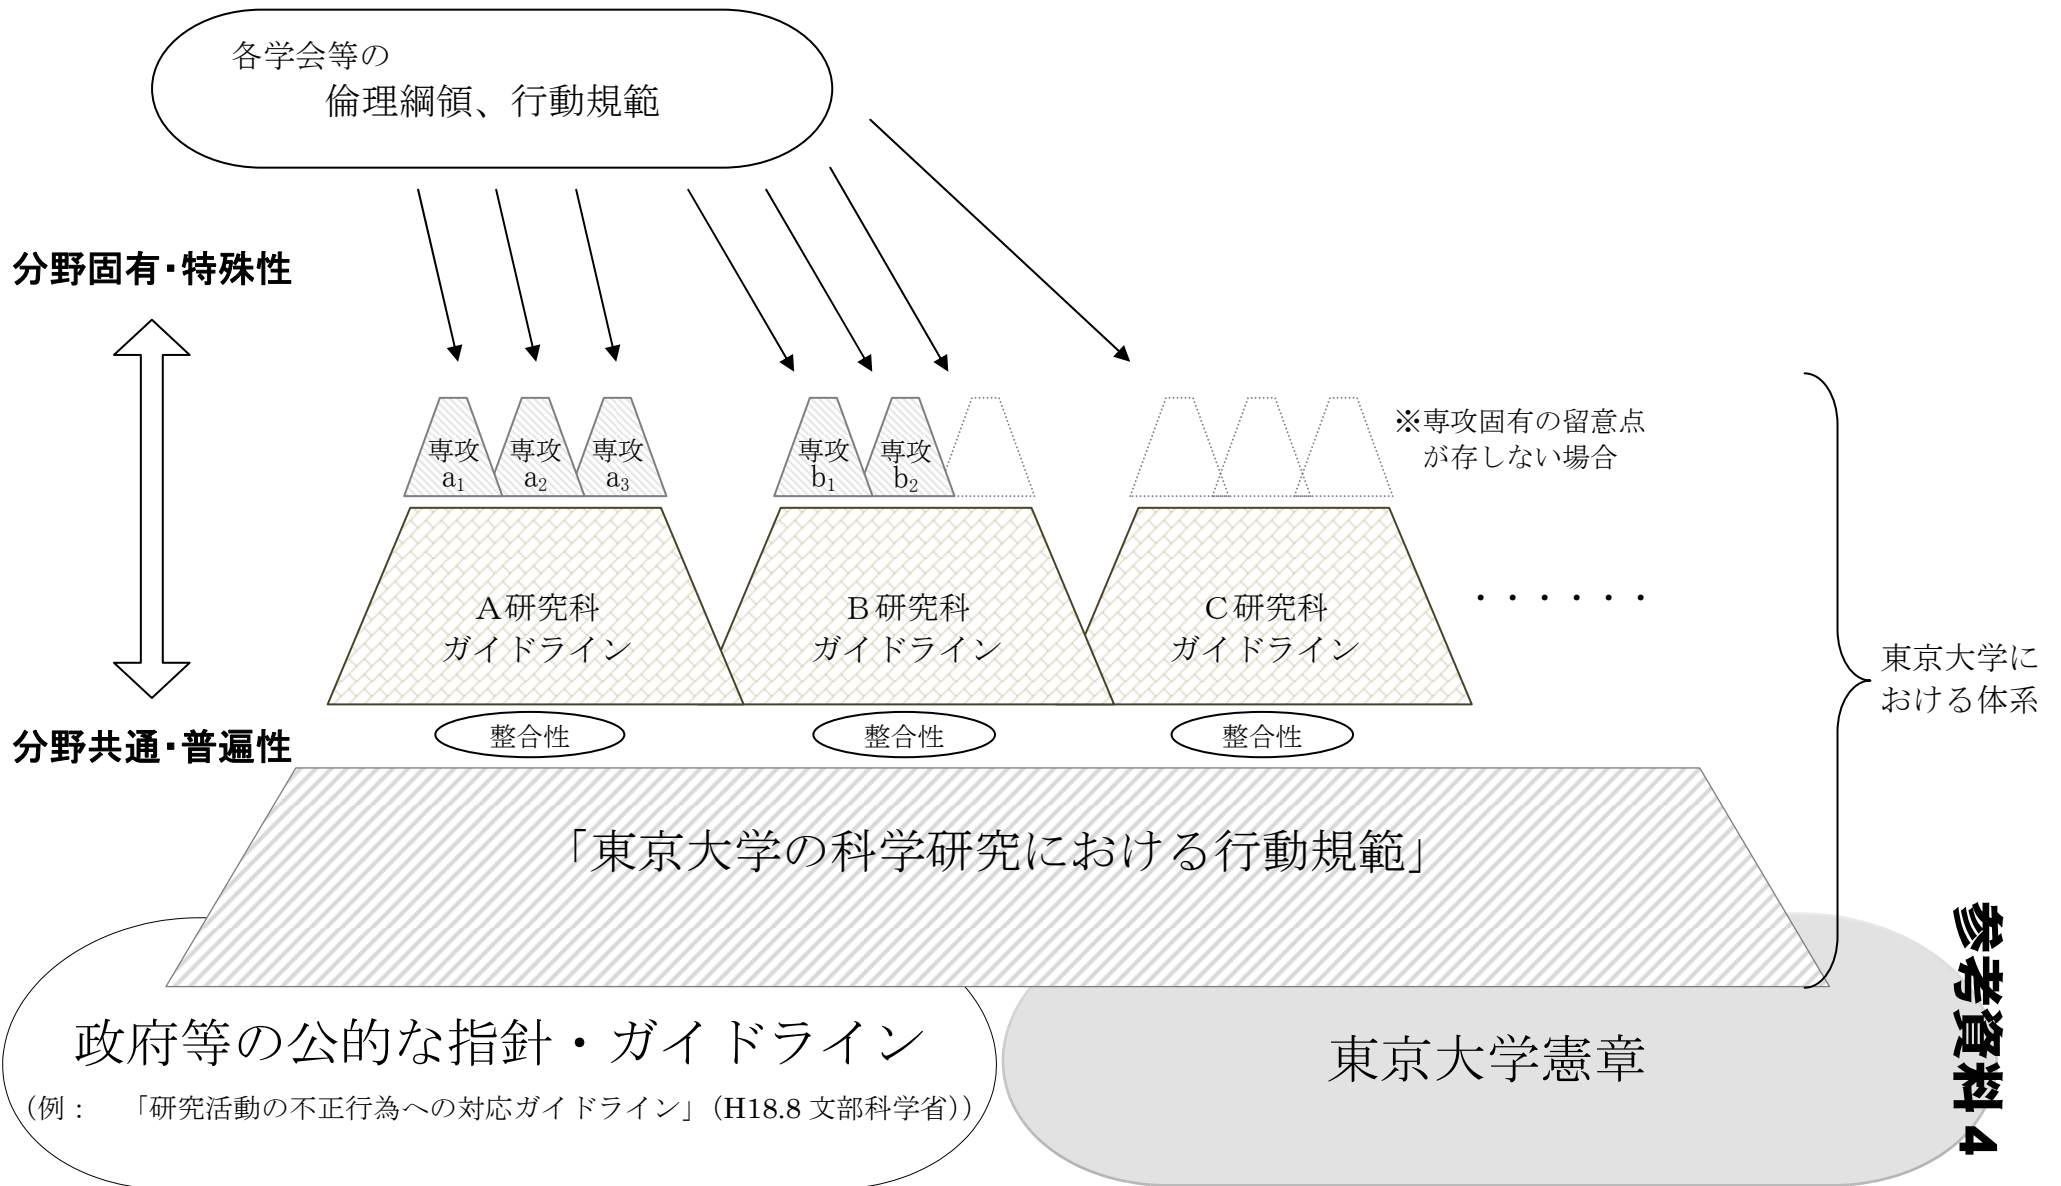 各学会等の
倫理綱領、行動規範
分野固有・特殊性
専攻
a₁
専攻
a₂
専攻
a₃
専攻
b₁
専攻
b₂
※専攻固有の留意点
が存しない場合
A研究科
ガイドライン
B研究科
ガイドライン
C研究科
ガイドライン
・・・・・・
東京大学に
おける体系
整合性
整合性
整合性
分野共通・普遍性
「東京大学の科学研究における行動規範」
政府等の公的な指針・ガイドライン
(例：　「研究活動の不正行為への対応ガイドライン」(H18.8 文部科学省))
東京大学憲章
参考資料4